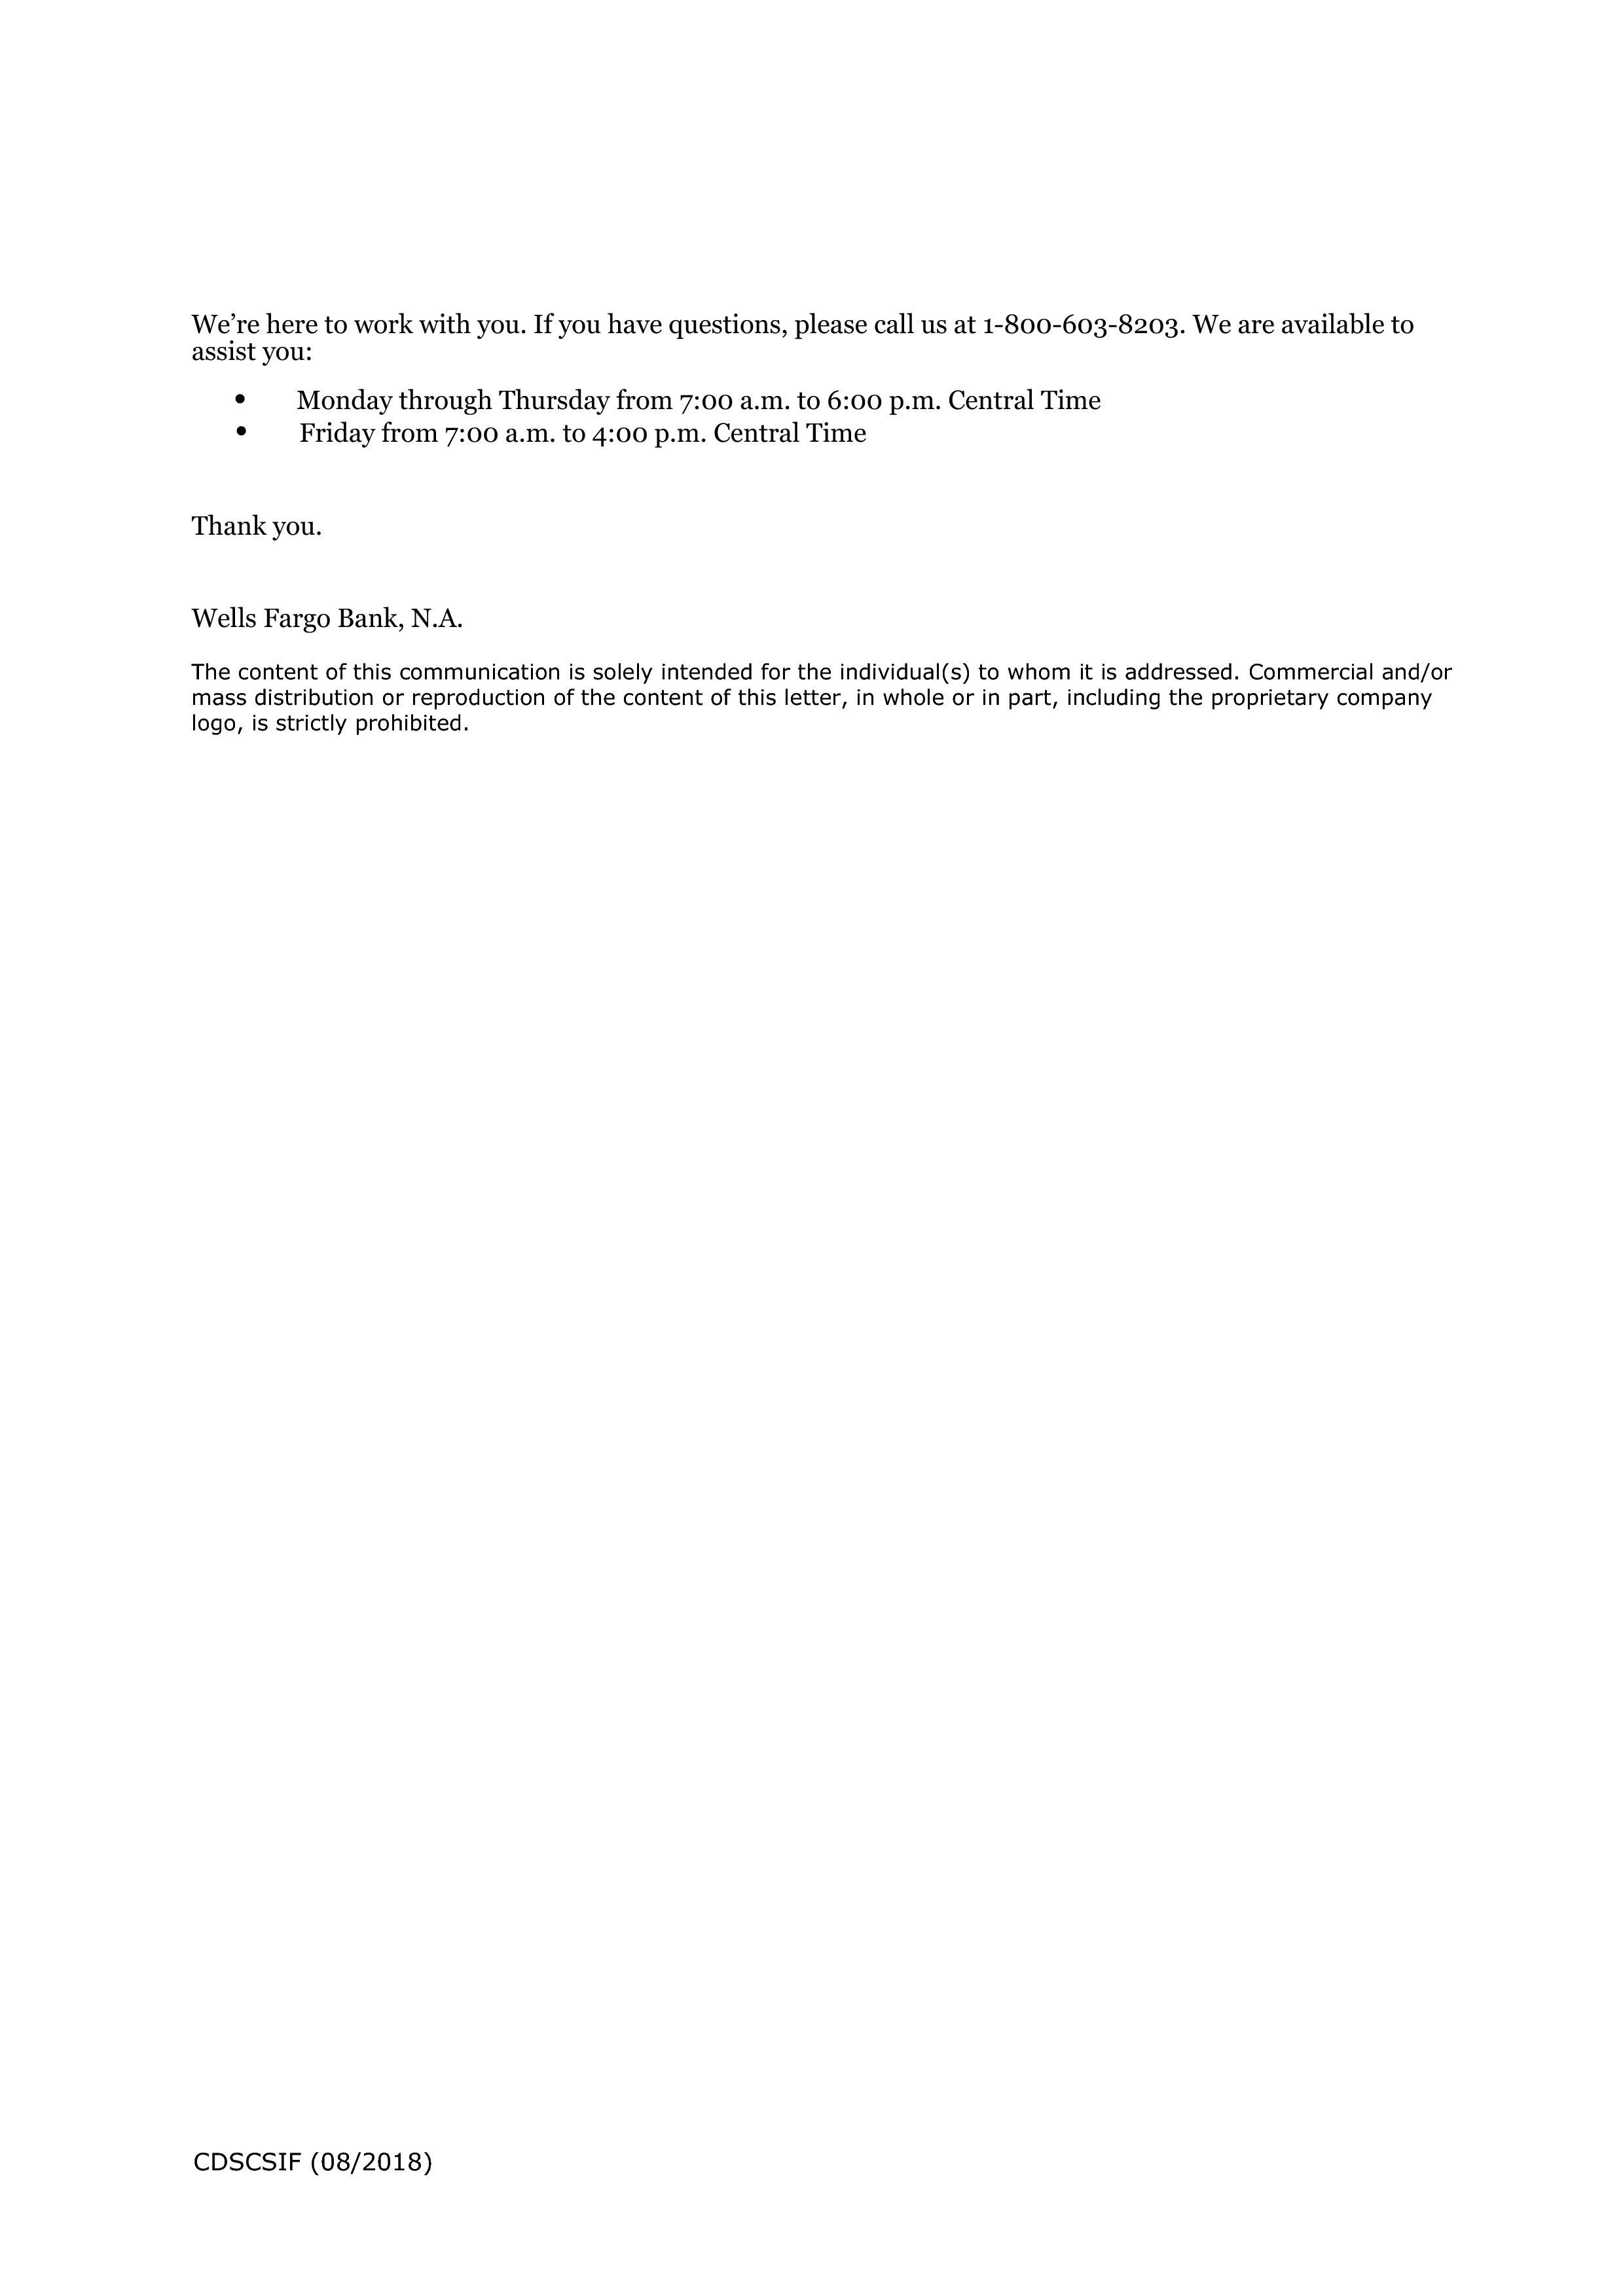 We’re here to work with you. If you have questions, please call us at 1-800-603-8203. We are available to
assist you:
• Monday through Thursday from 7:00 a.m. to 6:00 p.m. Central Time
• Friday from 7:00 a.m. to 4:00 p.m. Central Time
Thank you.
Wells Fargo Bank, N.A.
The content of this communication is solely intended for the individual(s) to whom it is addressed. Commercial and/or
mass distribution or reproduction of the content of this letter, in whole or in part, including the proprietary company
logo, is strictly prohibited.
CDSCSIF (08/2018)